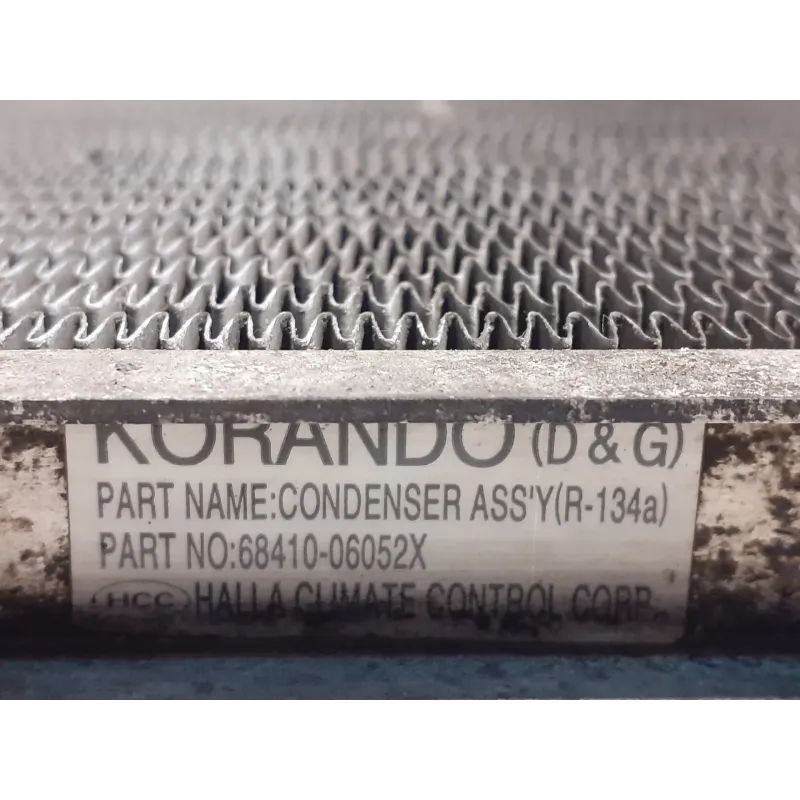 KORANDO (D & G)
PART NAME:CONDENSER ASS'Y(R-134a)
PART NO:68410-06052X
HCC HALLA CLIMATE CONTROL CORP.